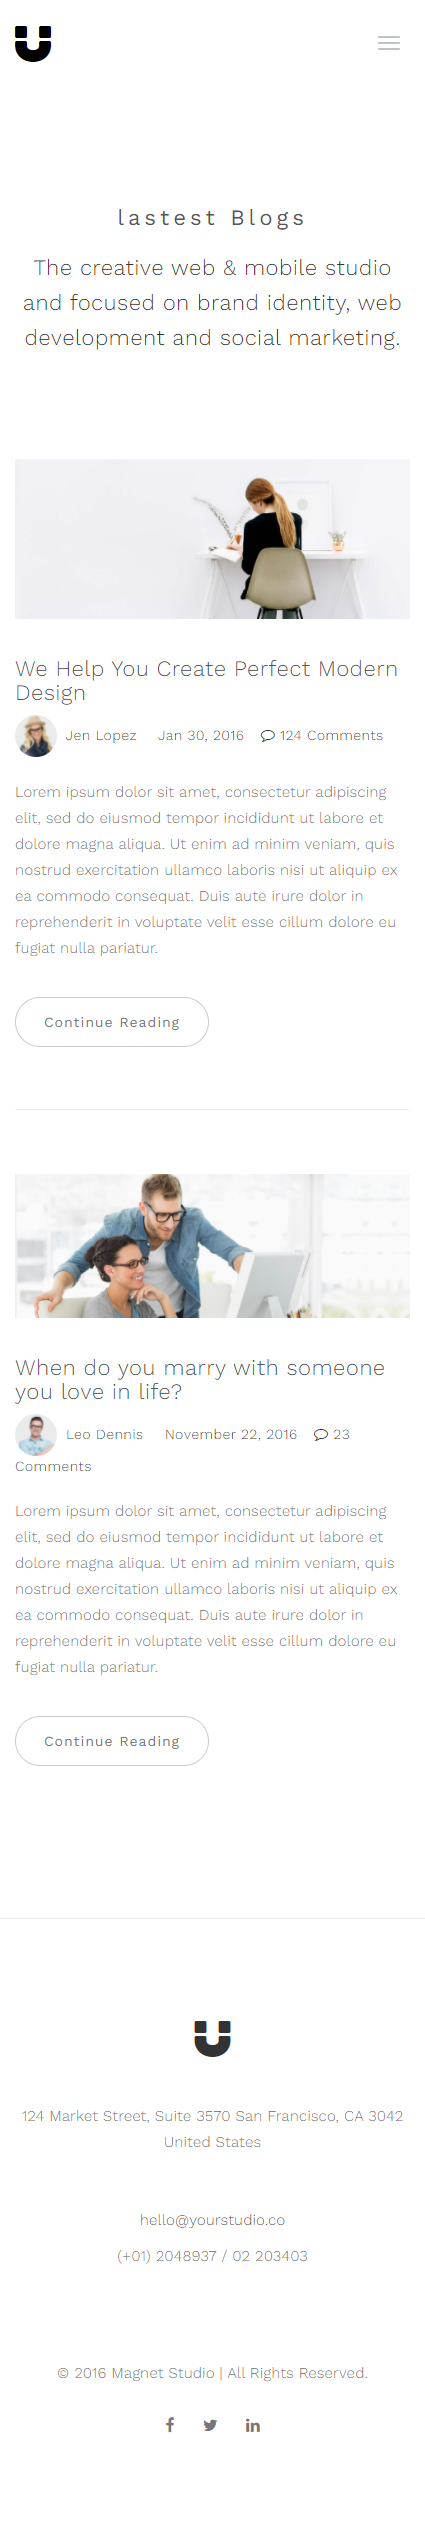 lastest Blogs
The creative web & mobile studio
and focused on brand identity, web
development and social marketing.
We Help You Create Perfect Modern
Design
Jen Lopez Jan 30, 2016 124 Comments
Lorem ipsum dolor sit amet, consectetur adipiscing
elit, sed do eiusmod tempor incididunt ut labore et
dolore magna aliqua. Ut enim ad minim veniam, quis
nostrud exercitation ullamco laboris nisi ut aliquip ex
ea commodo consequat. Duis aute irure dolor in
reprehenderit in voluptate velit esse cillum dolore eu
fugiat nulla pariatur.
Continue Reading
When do you marry with someone
you love in life?
Leo Dennis November 22, 2016 23
Comments
Lorem ipsum dolor sit amet, consectetur adipiscing
elit, sed do eiusmod tempor incididunt ut labore et
dolore magna aliqua. Ut enim ad minim veniam, quis
nostrud exercitation ullamco laboris nisi ut aliquip ex
ea commodo consequat. Duis aute irure dolor in
reprehenderit in voluptate velit esse cillum dolore eu
fugiat nulla pariatur.
Continue Reading
124 Market Street, Suite 3570 San Francisco, CA 3042
United States
hello@yourstudio.co
(+01) 2048937 / 02 203403
© 2016 Magnet Studio | All Rights Reserved.